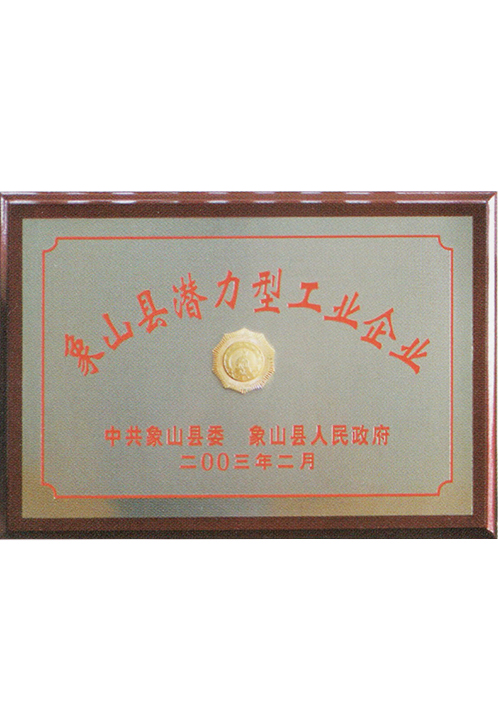 象山县潜力型工业企业
中共象山县委 象山县人民政府
二00三年二月